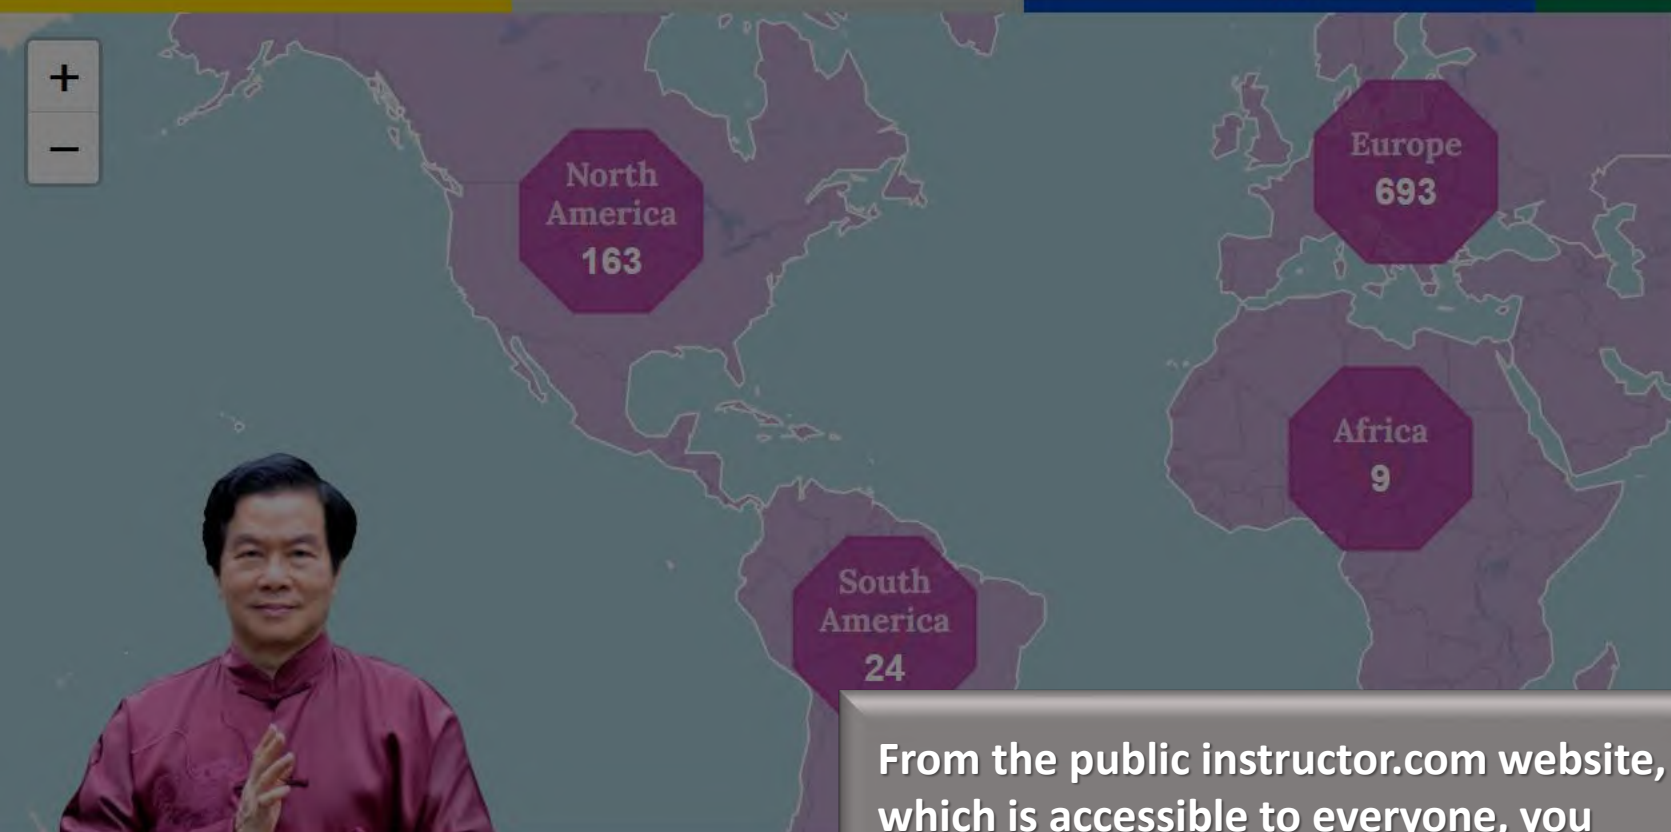 +
−
North
America
163
Europe
693
Africa
9
South
America
24
From the public instructor.com website,
which is accessible to everyone, you